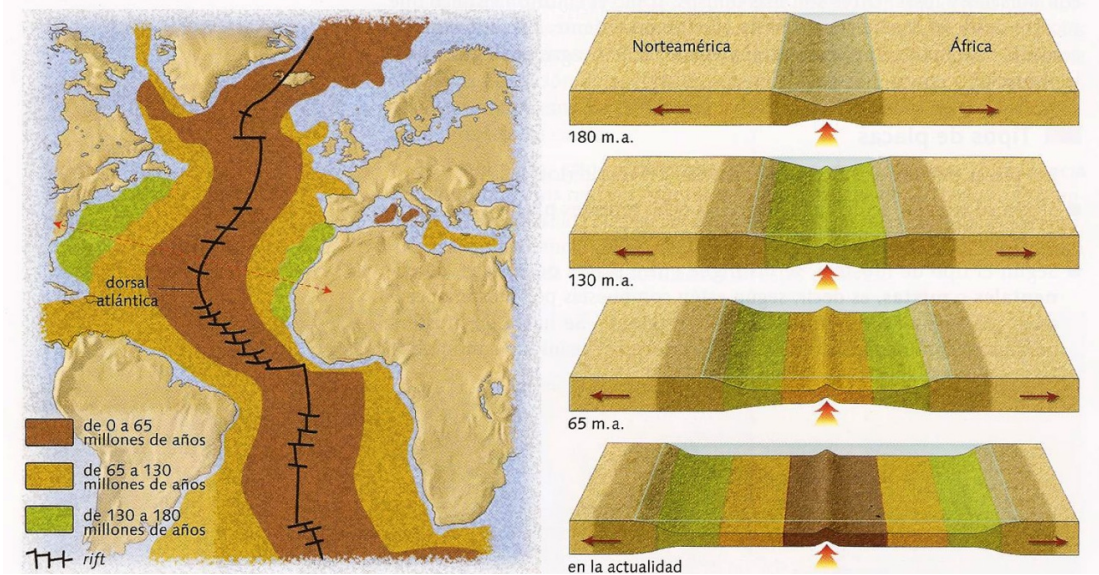 dorsal
atlántica
de 0 a 65
millones de años
de 65 a 130
millones de años
de 130 a 180
millones de años
rift
Norteamérica
África
180 m.a.
130 m.a.
65 m.a.
en la actualidad